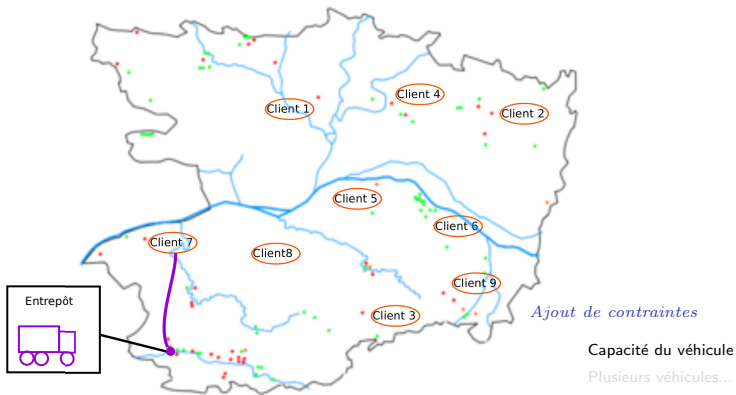 Client 4
Client 1
Client 2
Client 5
Client 6
Client 7
Client8
Client 9
Entrepôt
Client 3
Ajout de contraintes
Capacité du véhicule
Plusieurs véhicules...